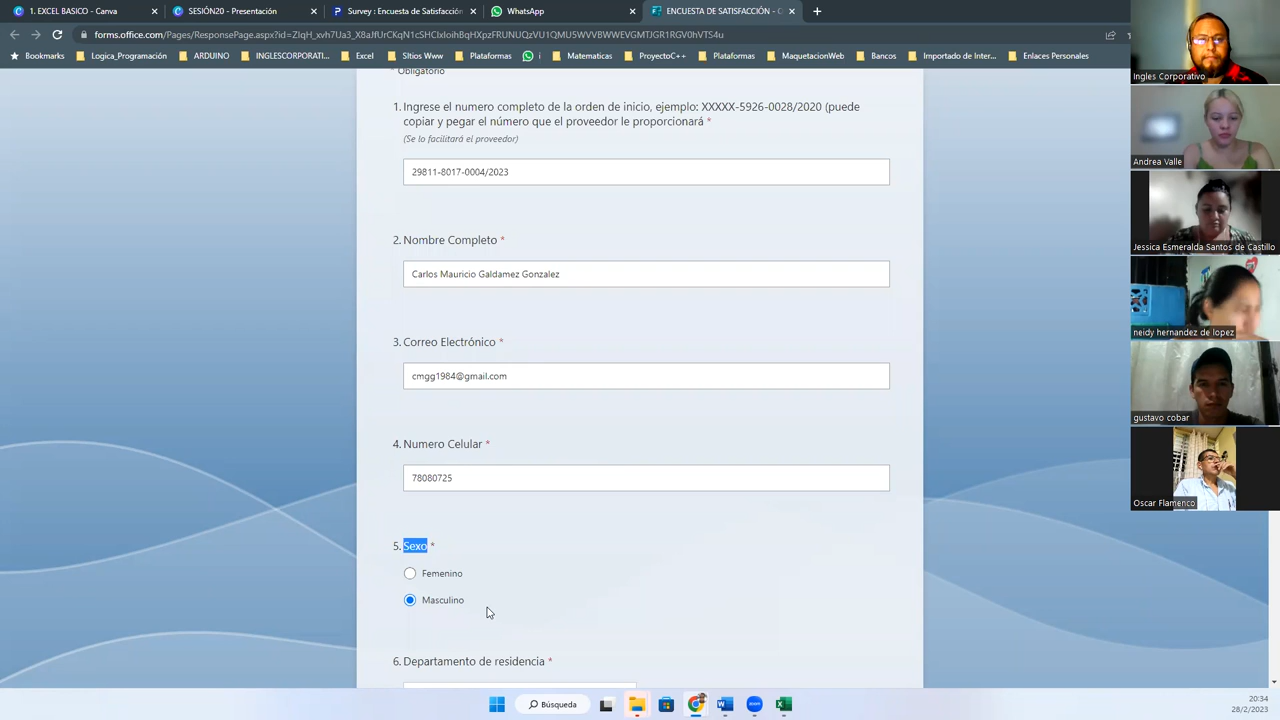 1. EXCEL BASICO - Canva
SESIÓN20 - Presentación
Survey : Encuesta de Satisfacción
WhatsApp
ENCUESTA DE SATISFACCIÓN - C
forms.office.com/Pages/ResponsePage.aspx?id=ZIqH_xvh7Ua3_X8aJfUrCKqN1cSHCIxIoihBqHXpzFRUNUQzVU1QMU5WVVBWWEVGMTJGR1RGV0hVTS4u
Bookmarks
Logica_Programación
ARDUINO
INGLESCORPORATI...
Excel
SItios Wwe
Plataformas
i
Matematicas
ProyectoC++
Plataformas
MaquetacionWeb
Bancos
Importado de Inter...
Enlaces Personales
* Obligatorio
1. Ingrese el numero completo de la orden de inicio, ejemplo: XXXXX-5926-0028/2020 (puede
copiar y pegar el número que el proveedor le proporcionará *
(Se lo facilitará el proveedor)
29811-8017-0004/2023
2. Nombre Completo *
Carlos Mauricio Galdamez Gonzalez
3. Correo Electrónico *
cmgg1984@gmail.com
4. Numero Celular *
78080725
5. Sexo *
Femenino
Masculino
6. Departamento de residencia *
Ingles Corporativo
Andrea Valle
Jessica Esmeralda Santos de Castillo
neidy hernandez de lopez
gustavo cobar
Oscar Flamenco
Búsqueda
20:34
28/2/2023